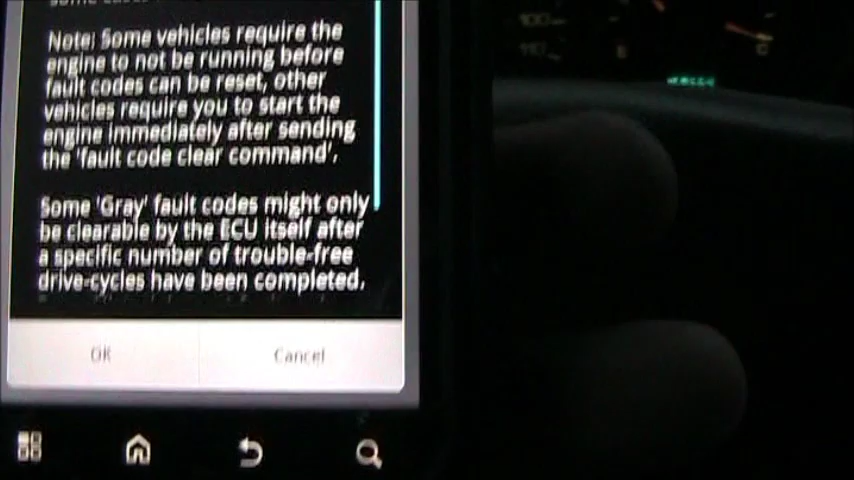 Note: Some vehicles require the
engine to not be running before
fault codes can be reset, other
vehicles require you to start the
engine immediately after sending
the 'fault code clear command'.
Some 'Gray' fault codes might only
be clearable by the ECU itself after
a specific number of trouble-free
drive-cycles have been completed.
OK
Cancel
100
110
E
C